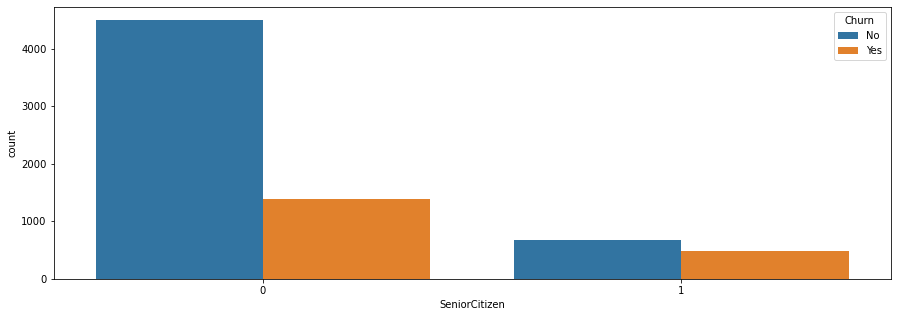 Churn
No
Yes
4000
3000
2000
1000
0
count
0 1
SeniorCitizen